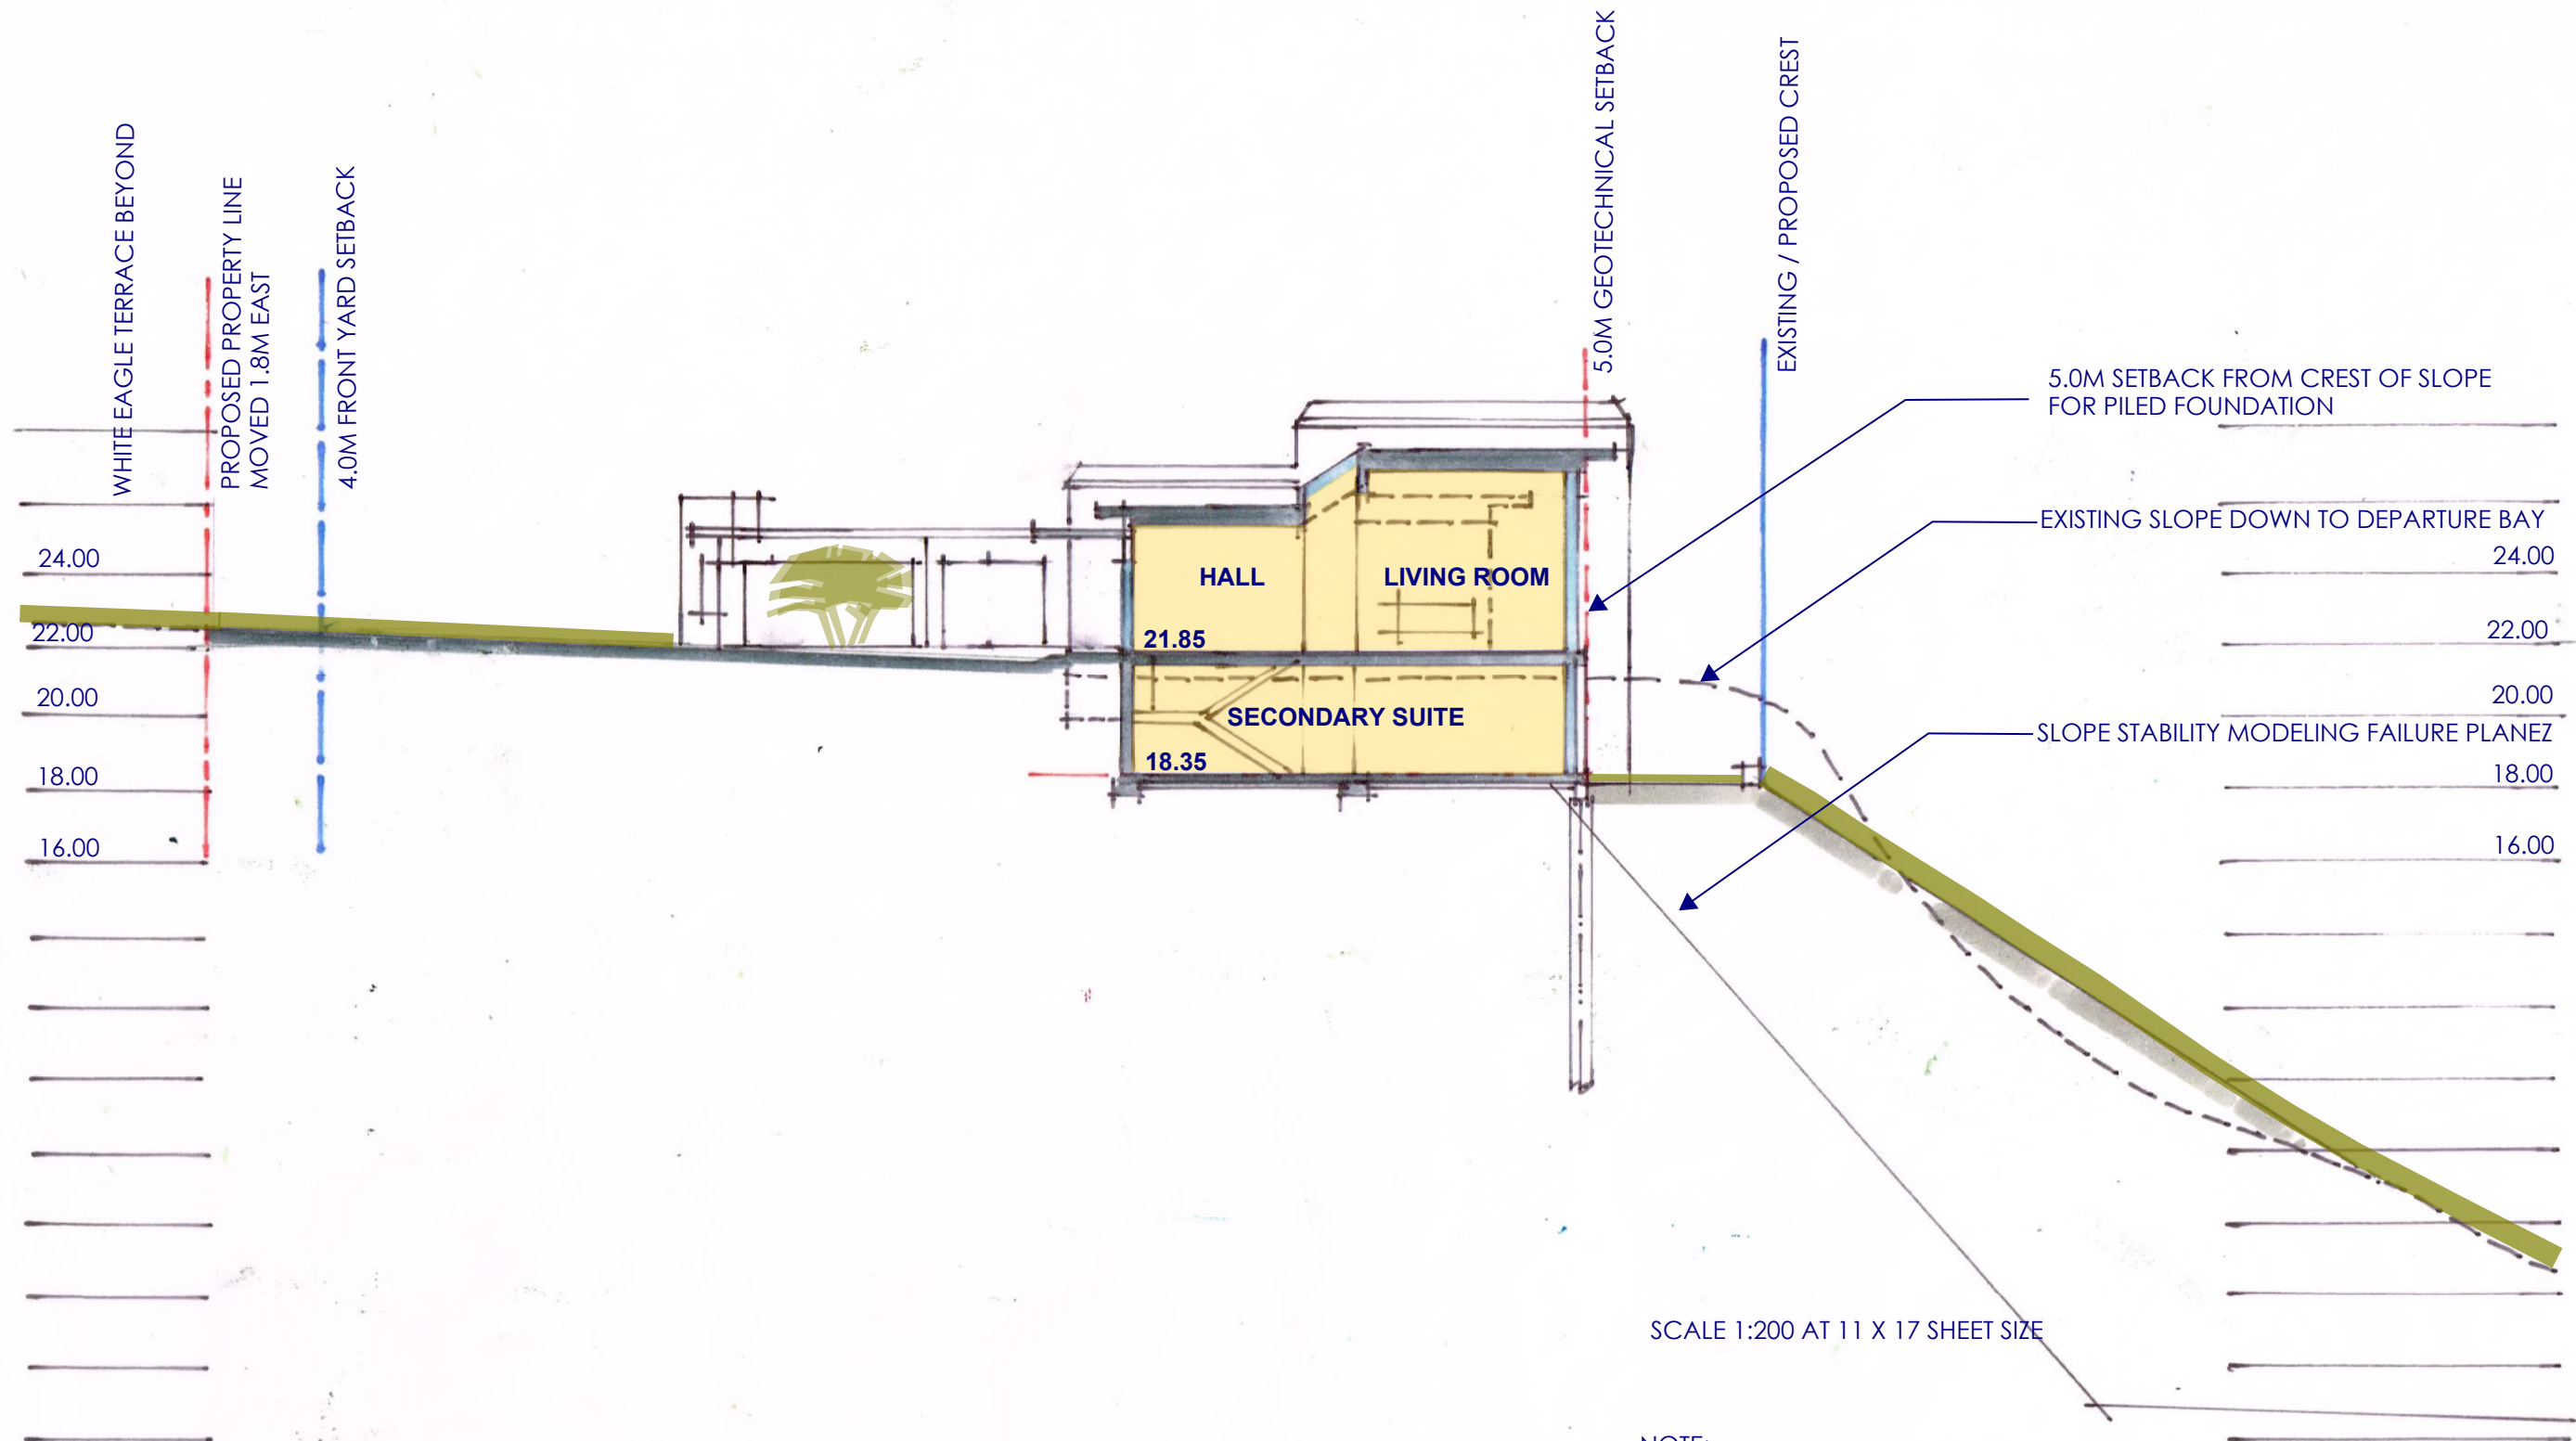 WHITE EAGLE TERRACE BEYOND
PROPOSED PROPERTY LINE
MOVED 1.8M EAST
4.0M FRONT YARD SETBACK
5.0M GEOTECHNICAL SETBACK
EXISTING / PROPOSED CREST
5.0M SETBACK FROM CREST OF SLOPE
FOR PILED FOUNDATION
EXISTING SLOPE DOWN TO DEPARTURE BAY
SLOPE STABILITY MODELING FAILURE PLANEZ
24.00
22.00
20.00
18.00
16.00
HALL
LIVING ROOM
21.85
SECONDARY SUITE
18.35
24.00
22.00
20.00
18.00
16.00
SCALE 1:200 AT 11 X 17 SHEET SIZE
NOTE: